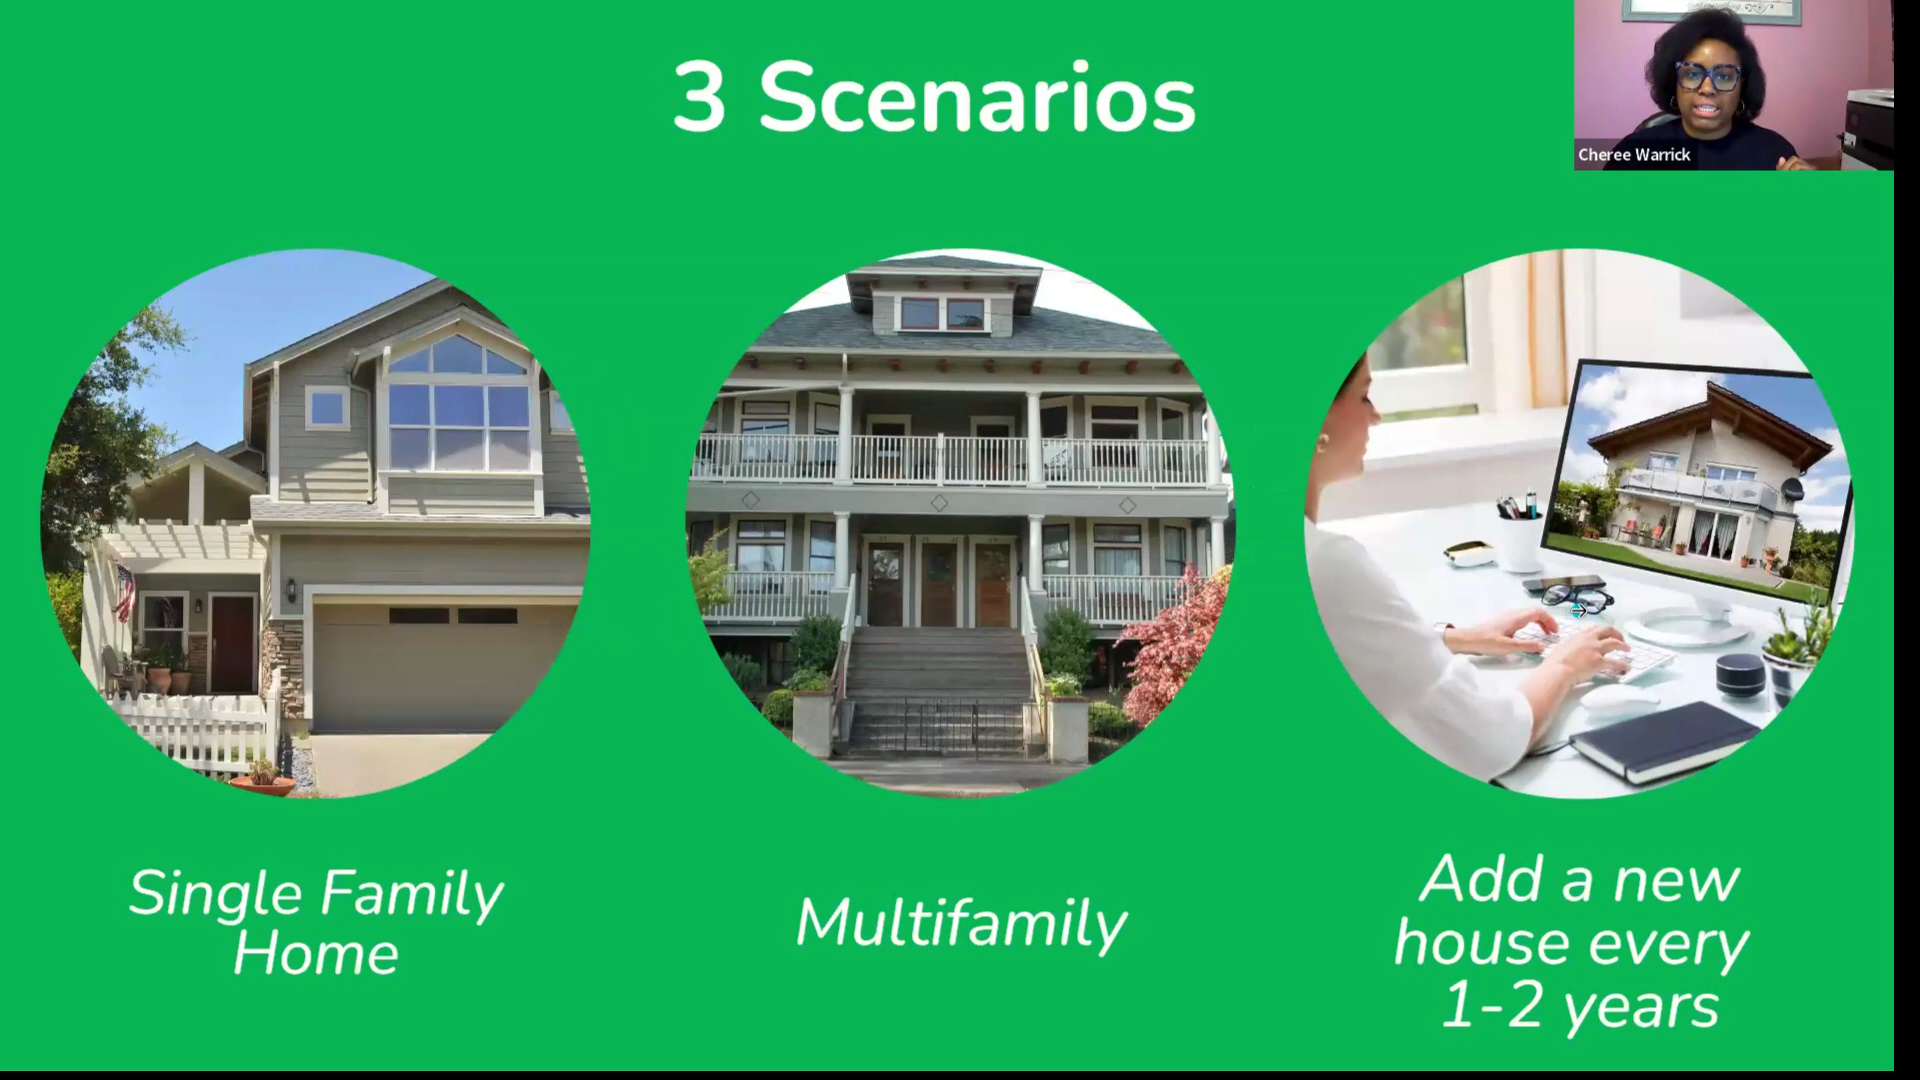 3 Scenarios
Cheree Warrick
Single Family
Home
Multifamily
Add a new
house every
1-2 years